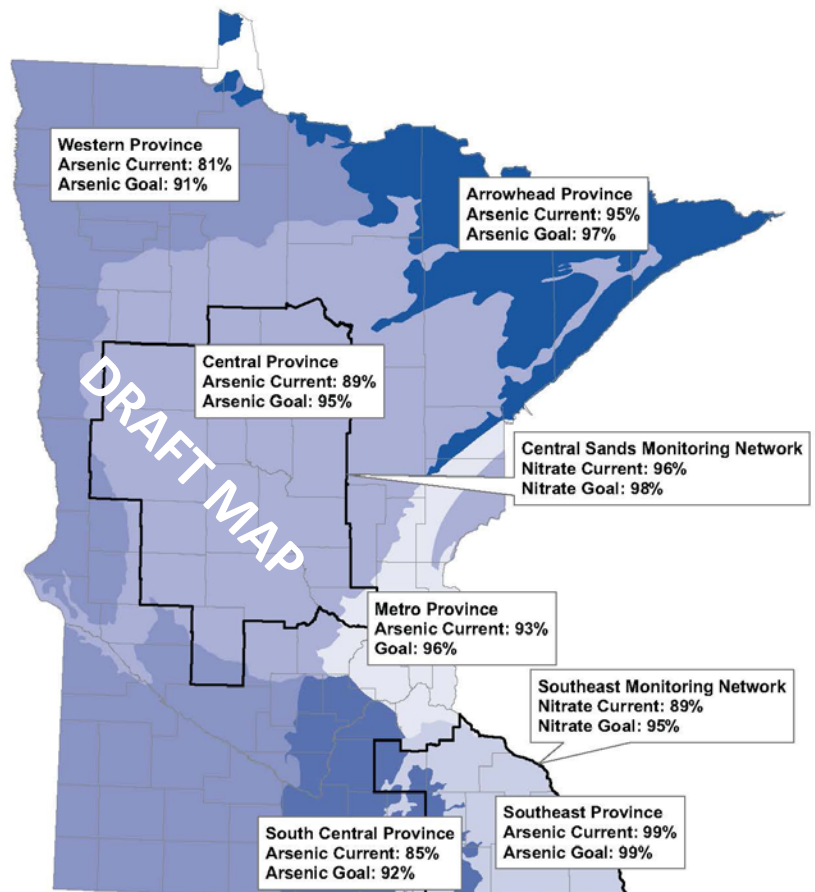 Western Province
Arsenic Current: 81%
Arsenic Goal: 91%
Arrowhead Province
Arsenic Current: 95%
Arsenic Goal: 97%
Central Province
Arsenic Current: 89%
Arsenic Goal: 95%
DRAFT MAP
Central Sands Monitoring Network
Nitrate Current: 96%
Nitrate Goal: 98%
Metro Province
Arsenic Current: 93%
Goal: 96%
Southeast Monitoring Network
Nitrate Current: 89%
Nitrate Goal: 95%
Southeast Province
Arsenic Current: 99%
Arsenic Goal: 99%
South Central Province
Arsenic Current: 85%
Arsenic Goal: 92%